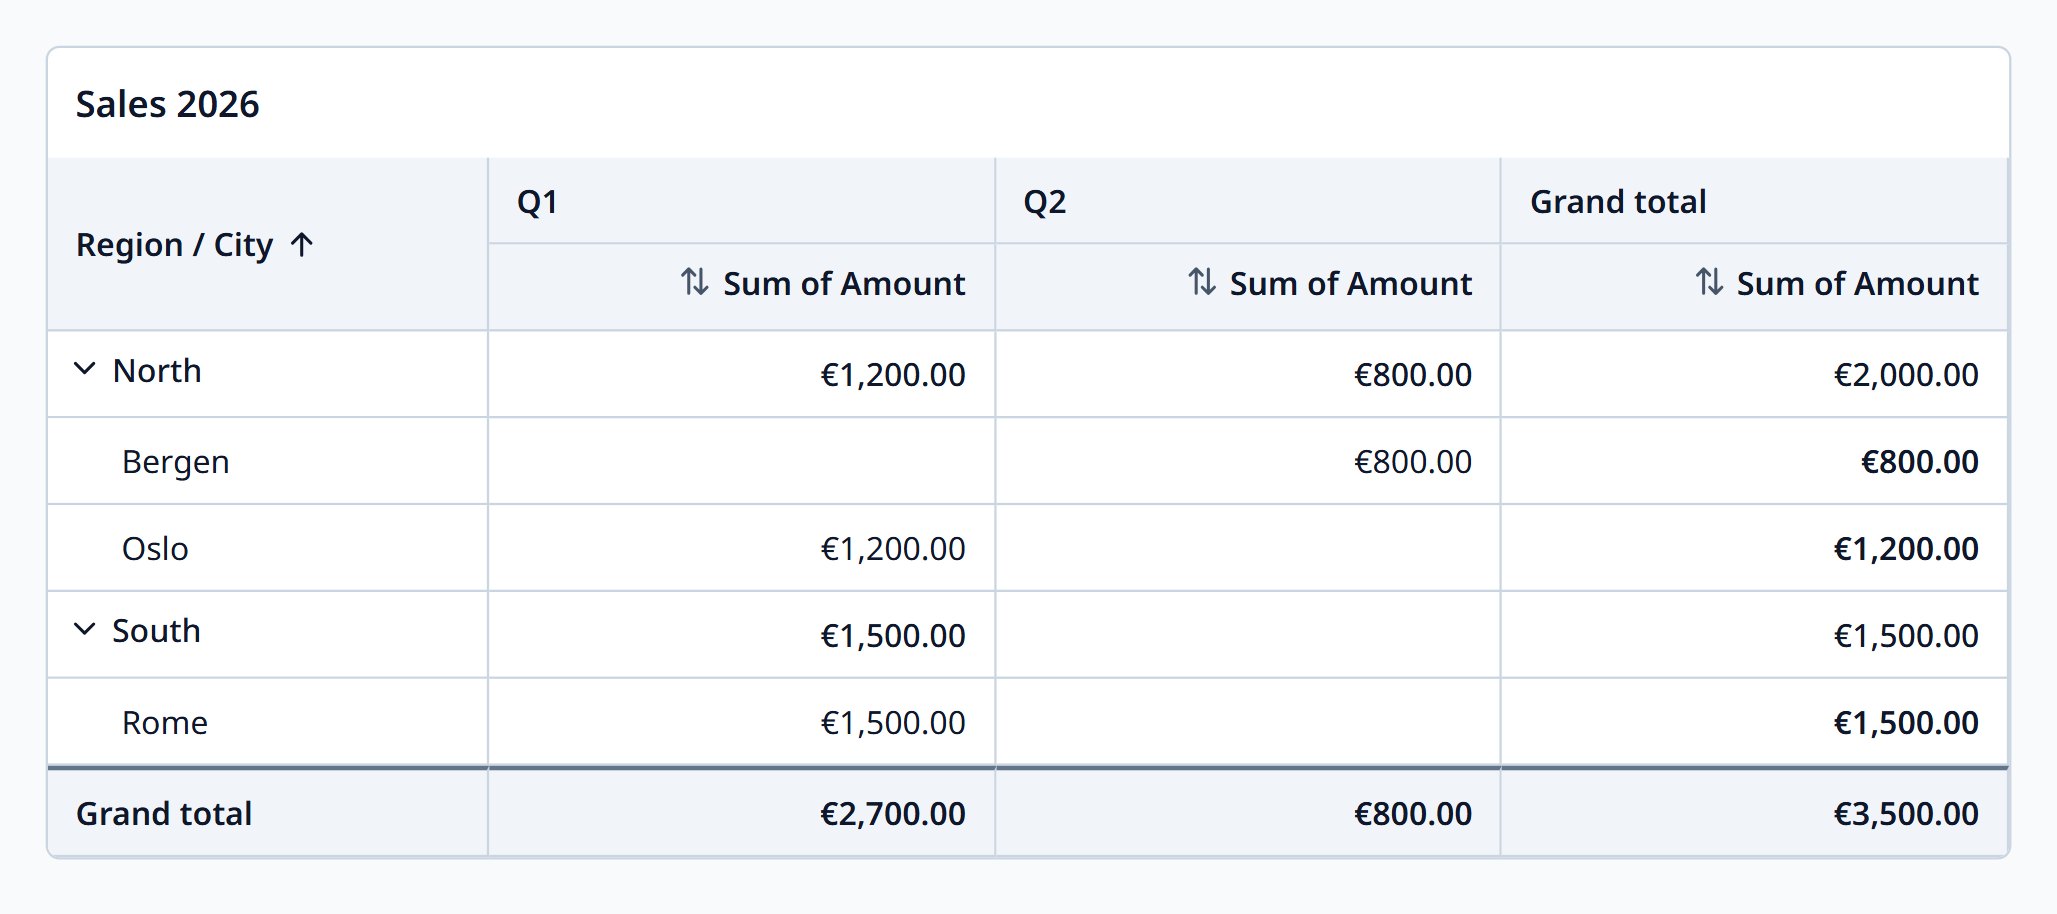 Sales 2026
Region / City Q1 Q2 Grand total
Sum of Amount Sum of Amount Sum of Amount
North €1,200.00 €800.00 €2,000.00
Bergen €800.00 €800.00
Oslo €1,200.00 €1,200.00
South €1,500.00 €1,500.00
Rome €1,500.00 €1,500.00
Grand total €2,700.00 €800.00 €3,500.00